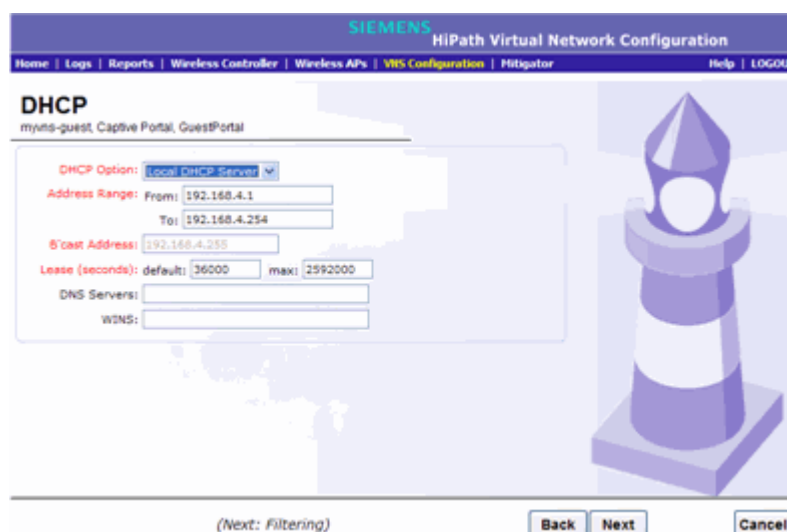 SIEMENS
HiPath Virtual Network Configuration
Home | Logs | Reports | Wireless Controller | Wireless APs | VNS Configuration | Mitigator Help | LOGOU
DHCP
myvns-guest, Captive Portal, GuestPortal
DHCP Option: Local DHCP Server
Address Range: From: 192.168.4.1
To: 192.168.4.254
B'cast Address: 192.168.4.255
Lease (seconds): default: 36000 max: 2592000
DNS Servers:
WINS:
(Next: Filtering) Back Next Cancel